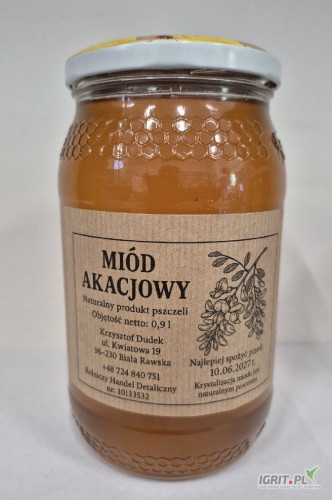 MIÓD
AKACJOWY
Naturalny produkt pszczeli
Objętość netto: 0,9 l
Krzysztof Dudek
ul. Kwiatowa 19
96-230 Biała Rawska
+48 724 840 751
Rolniczy Handel Detaliczny
nr: 10133532
Najlepiej spożyć przed:
10.06.2027 r.
Krystalizacja miodu jest
naturalnym procesem
IGRIT.PL